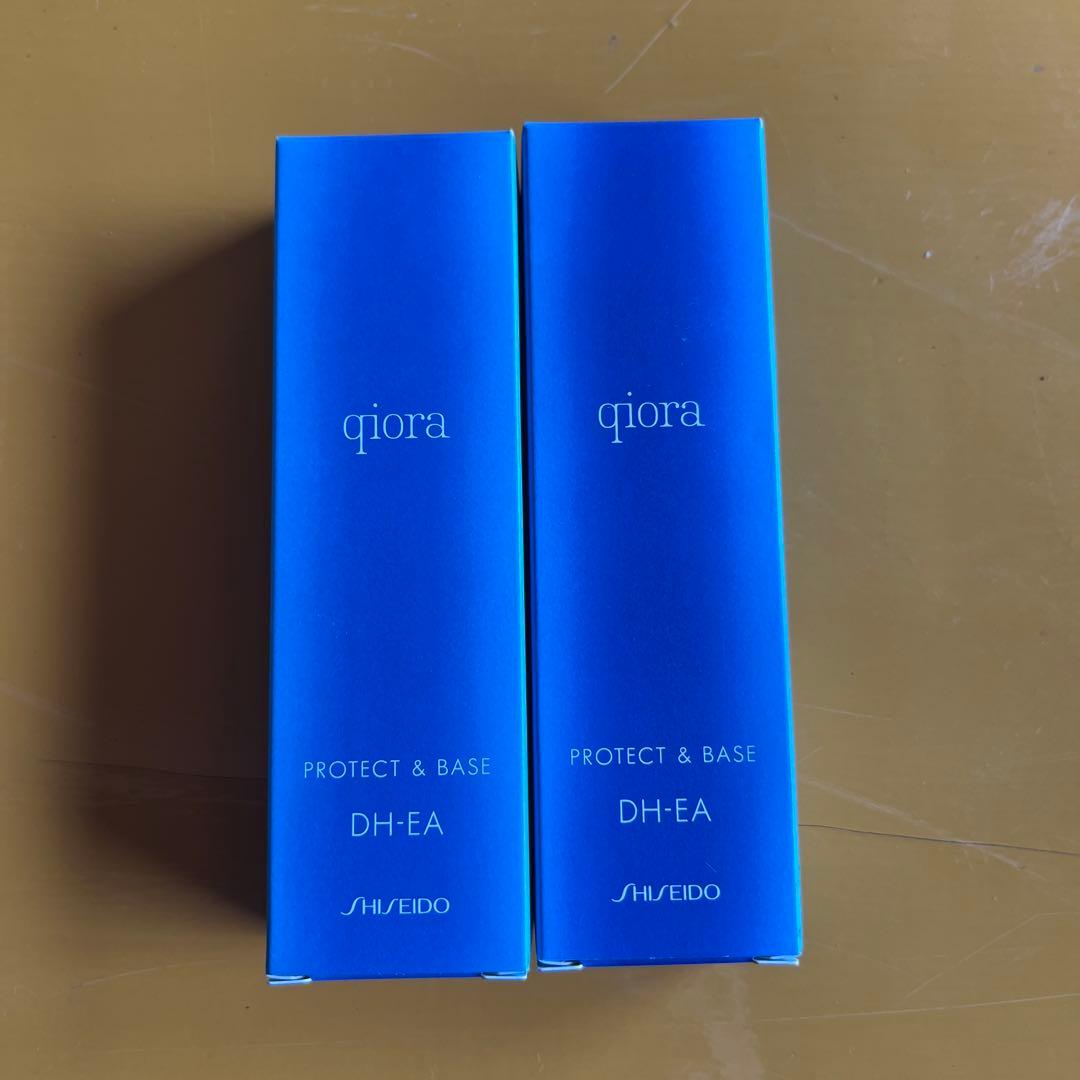 qiora
PROTECT & BASE
DH-EA
SHISEIDO
qiora
PROTECT & BASE
DH-EA
SHISEIDO